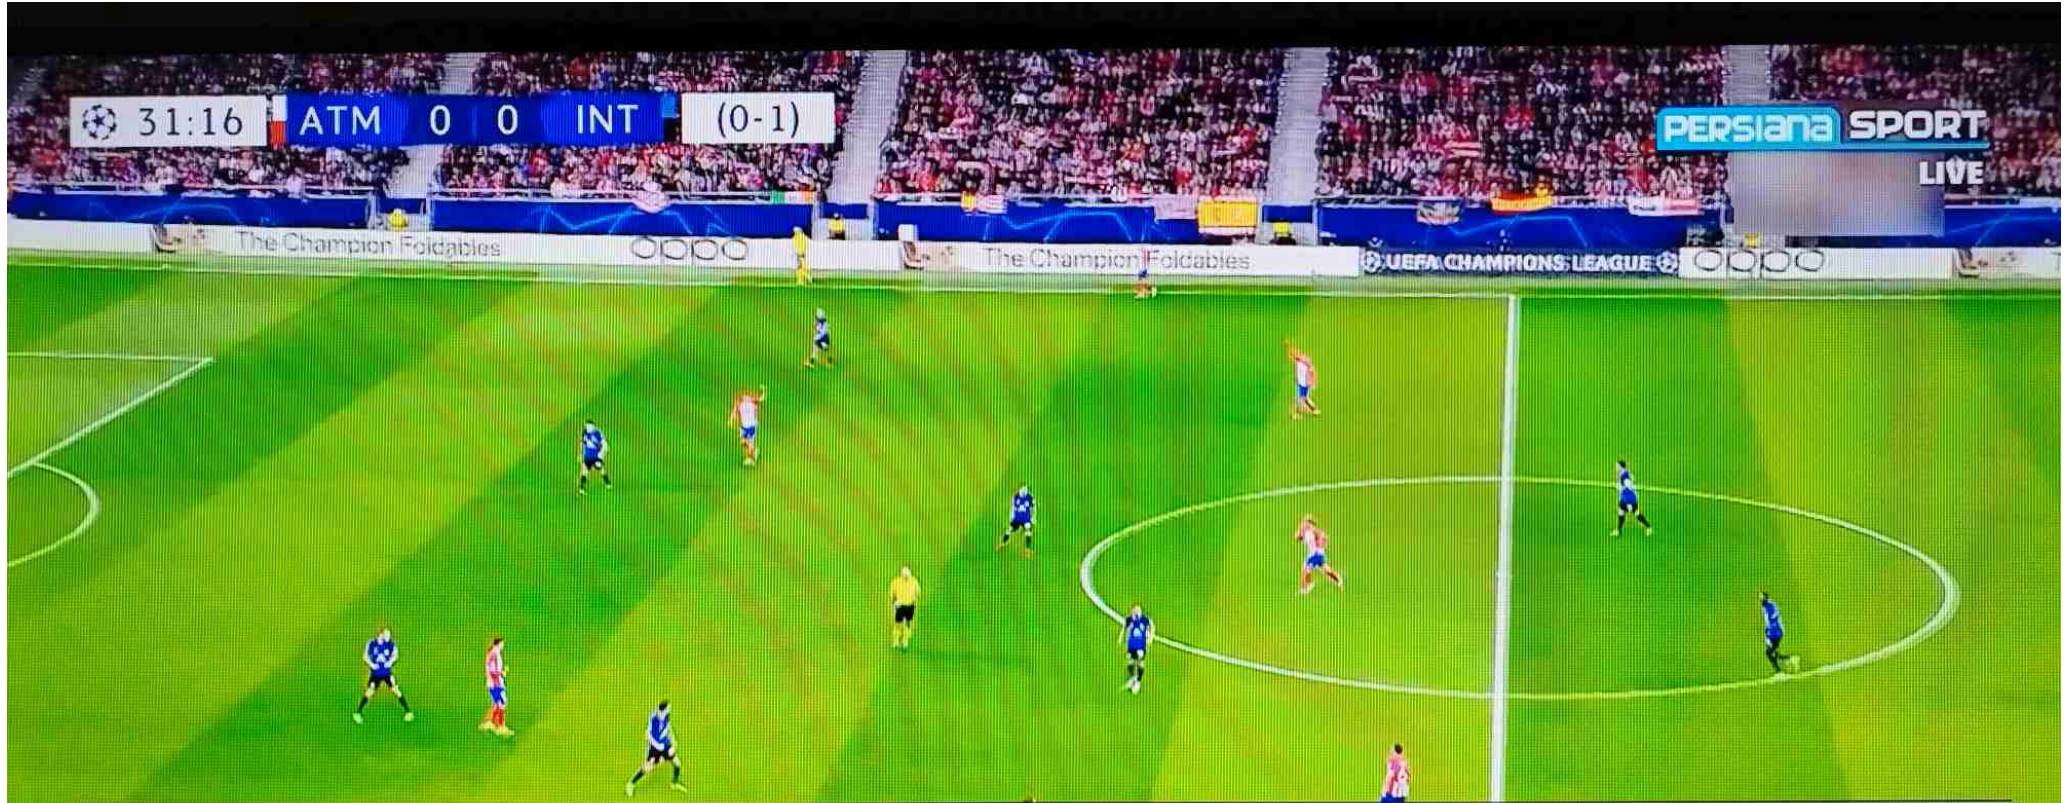 31:16 ATM 0 0 INT (0-1)
PERSIANA SPORT
LIVE
The Champion Foldables oppo The Champion Foldables UEFA CHAMPIONS LEAGUE oppo